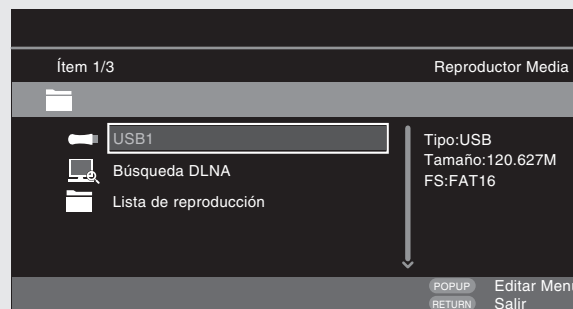 Ítem 1/3 Reproductor Media
USB1
Búsqueda DLNA
Lista de reproducción
Tipo:USB
Tamaño:120.627M
FS:FAT16
POPUP Editar Menú
RETURN Salir